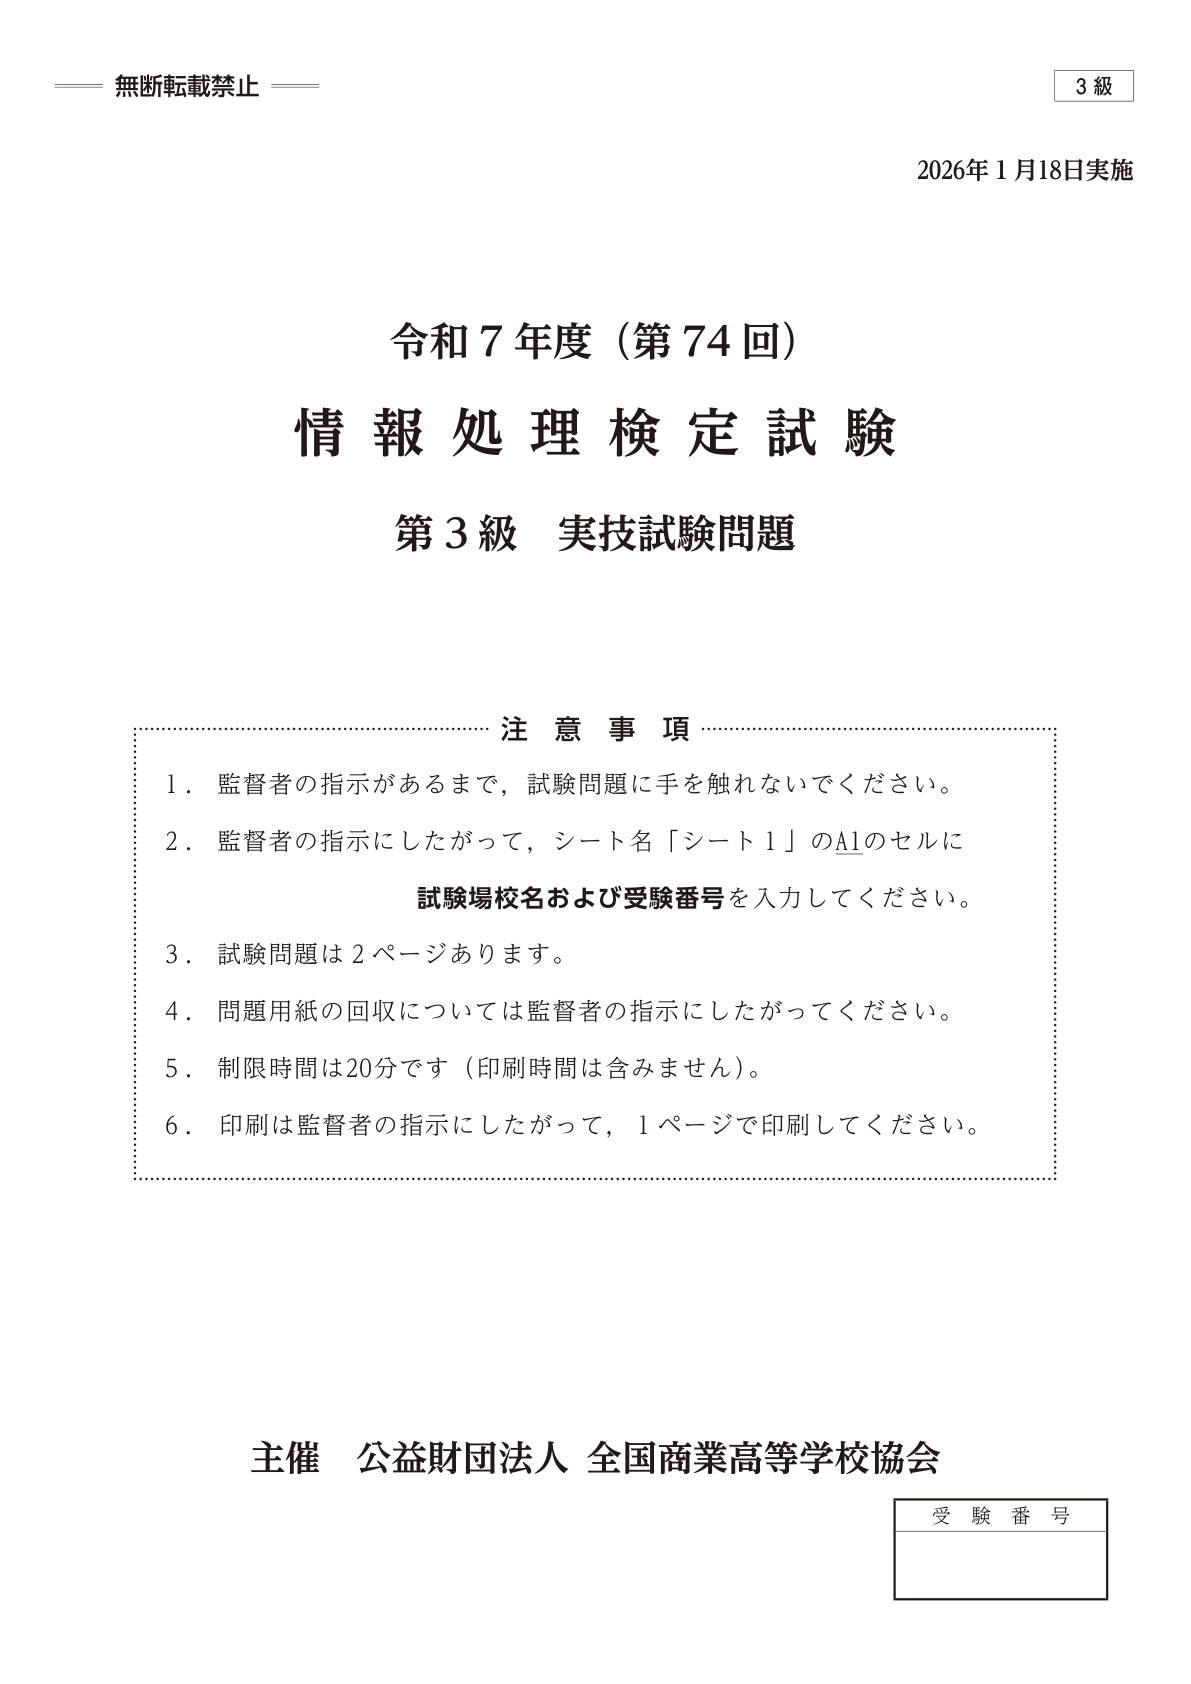 無断転載禁止
3 級
2026年1月18日実施
令和7年度（第74回）
情報処理検定試験
第3級　実技試験問題
注意事項
1．監督者の指示があるまで，試験問題に手を触れないでください。
2．監督者の指示にしたがって，シート名「シート1」のA1のセルに
試験場校名および受験番号を入力してください。
3．試験問題は2ページあります。
4．問題用紙の回収については監督者の指示にしたがってください。
5．制限時間は20分です（印刷時間は含みません）。
6．印刷は監督者の指示にしたがって，1ページで印刷してください。
主催　公益財団法人 全国商業高等学校協会
受験番号